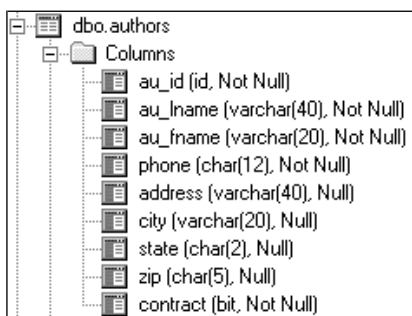 dbo.authors
Columns
au_id (id, Not Null)
au_lname (varchar(40), Not Null)
au_fname (varchar(20), Not Null)
phone (char(12), Not Null)
address (varchar(40), Null)
city (varchar(20), Null)
state (char(2), Null)
zip (char(5), Null)
contract (bit, Not Null)